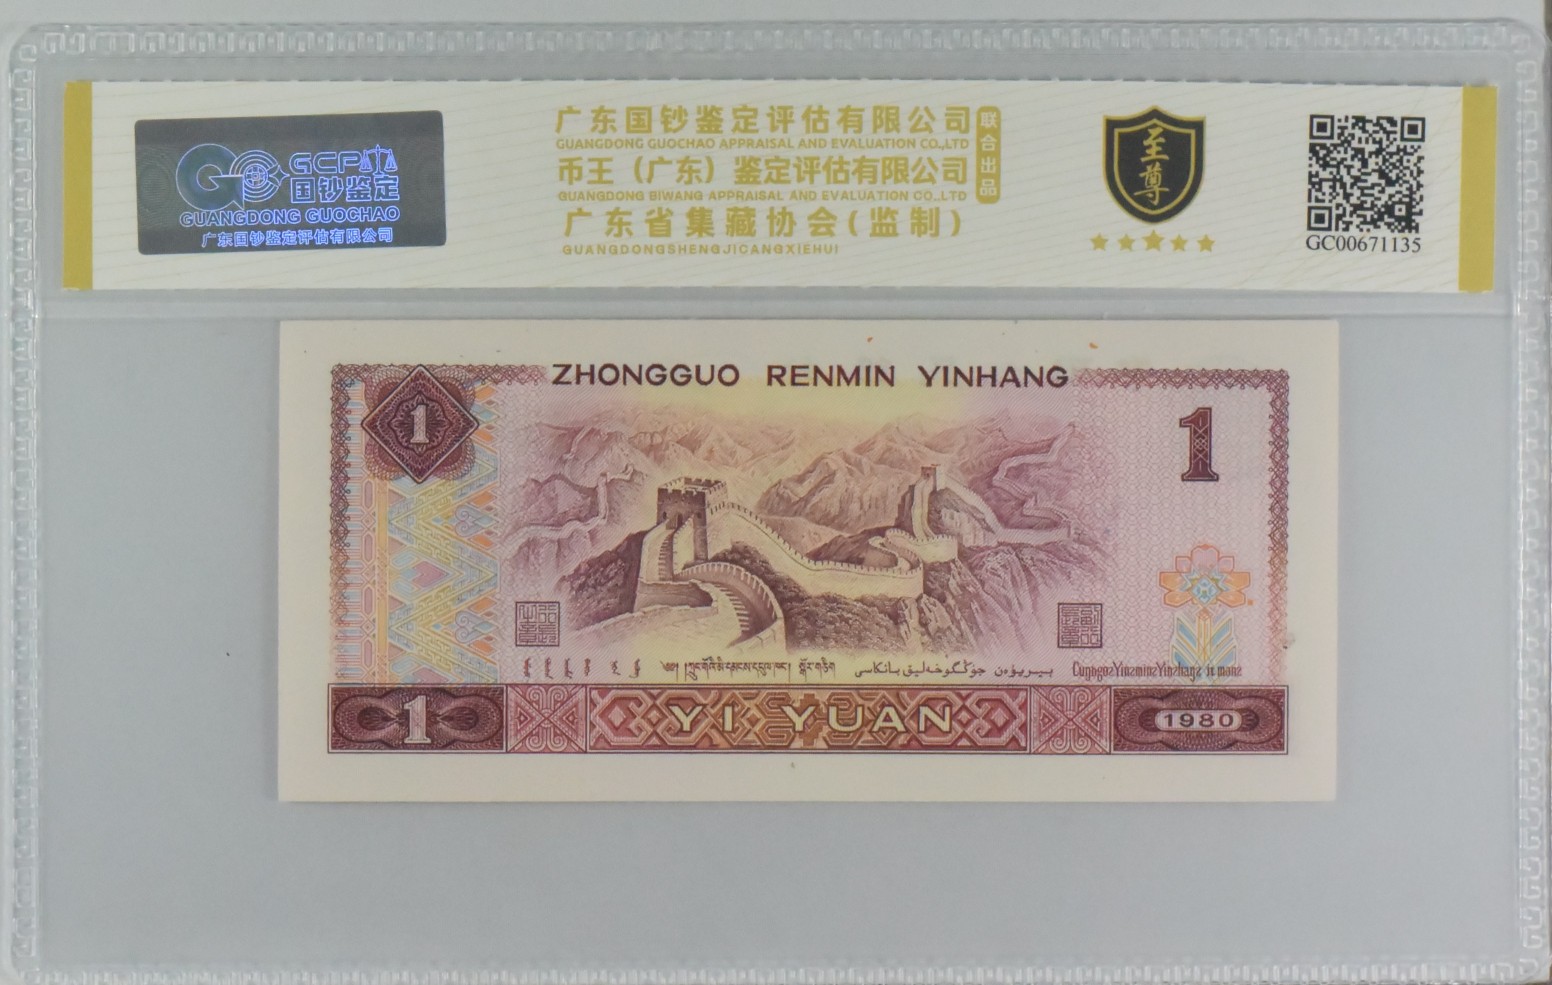 GCP
国钞鉴定
GUANGDONG GUOCHAO
广东国钞鉴定评估有限公司
广东国钞鉴定评估有限公司
GUANGDONG GUOCHAO APPRAISAL AND EVALUATION CO.,LTD
币王（广东）鉴定评估有限公司
GUANGDONG BIWANG APPRAISAL AND EVALUATION CO.,LTD
广东省集藏协会(监制)
GUANGDONGSHENGJICANGXIEHUI
联合出品
至尊
GC00671135
ZHONGGUO RENMIN YINHANG
1
1
1
YI YUAN
1980